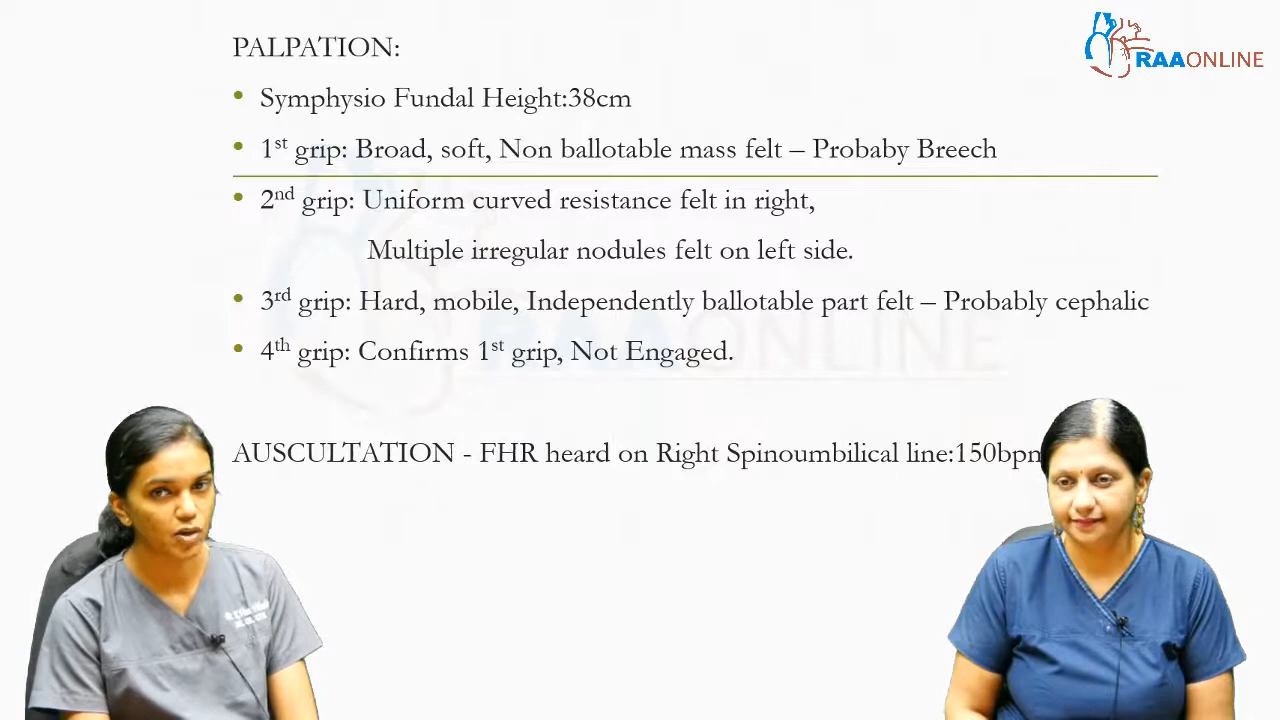 RAAONLINE
PALPATION:
• Symphysio Fundal Height:38cm
• 1st grip: Broad, soft, Non ballotable mass felt – Probaby Breech
• 2nd grip: Uniform curved resistance felt in right,
Multiple irregular nodules felt on left side.
• 3rd grip: Hard, mobile, Independently ballotable part felt – Probably cephalic
• 4th grip: Confirms 1st grip, Not Engaged.
RAAONLINE
AUSCULTATION - FHR heard on Right Spinoumbilical line:150bpm